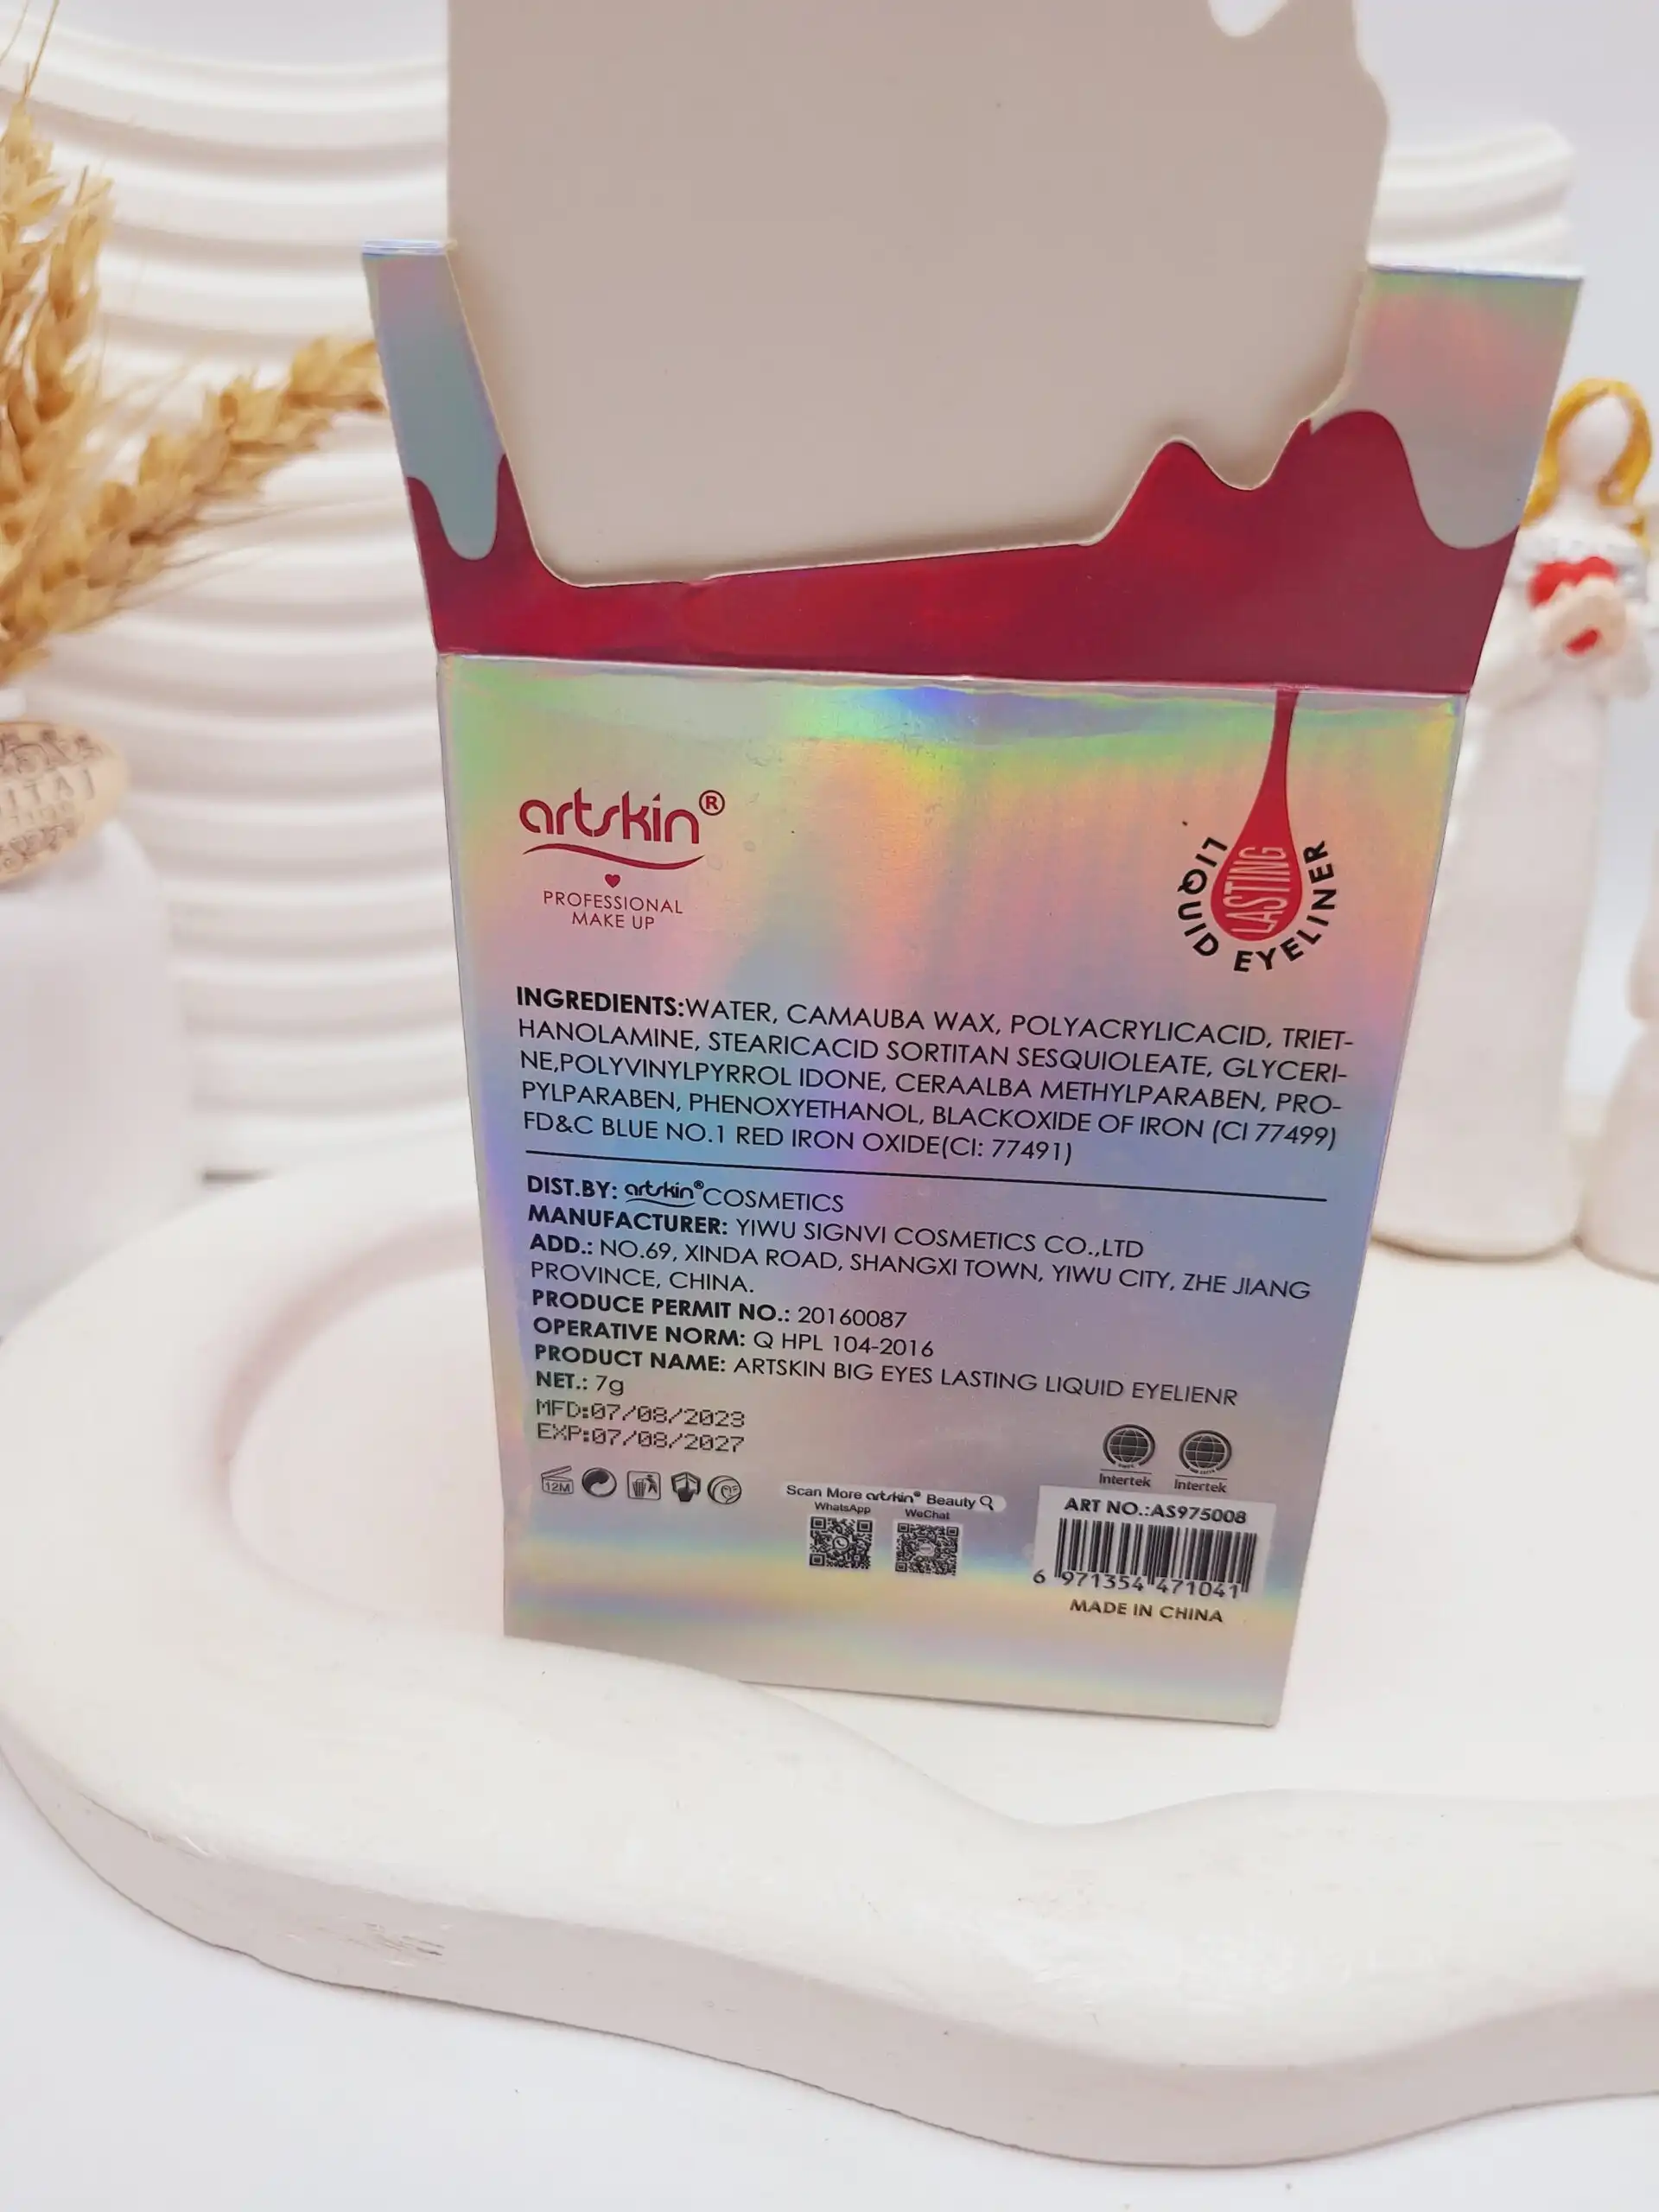 artskin®
PROFESSIONAL
MAKE UP
LASTING
LIQUID EYELINER
INGREDIENTS:WATER, CAMAUBA WAX, POLYACRYLICACID, TRIET-
HANOLAMINE, STEARICACID SORTITAN SESQUIOLEATE, GLYCERI-
NE,POLYVINYLPYRROL IDONE, CERAALBA METHYLPARABEN, PRO-
PYLPARABEN, PHENOXYETHANOL, BLACKOXIDE OF IRON (CI 77499)
FD&C BLUE NO.1 RED IRON OXIDE(CI: 77491)
DIST.BY: artskin®COSMETICS
MANUFACTURER: YIWU SIGNVI COSMETICS CO.,LTD
ADD.: NO.69, XINDA ROAD, SHANGXI TOWN, YIWU CITY, ZHE JIANG
PROVINCE, CHINA.
PRODUCE PERMIT NO.: 20160087
OPERATIVE NORM: Q HPL 104-2016
PRODUCT NAME: ARTSKIN BIG EYES LASTING LIQUID EYELIENR
NET.: 7g
MFD:07/08/2023
EXP:07/08/2027
12M
Scan More artskin® Beauty
WhatsApp
WeChat
Intertek
Intertek
ART NO.:AS975008
6 971354 471041
MADE IN CHINA